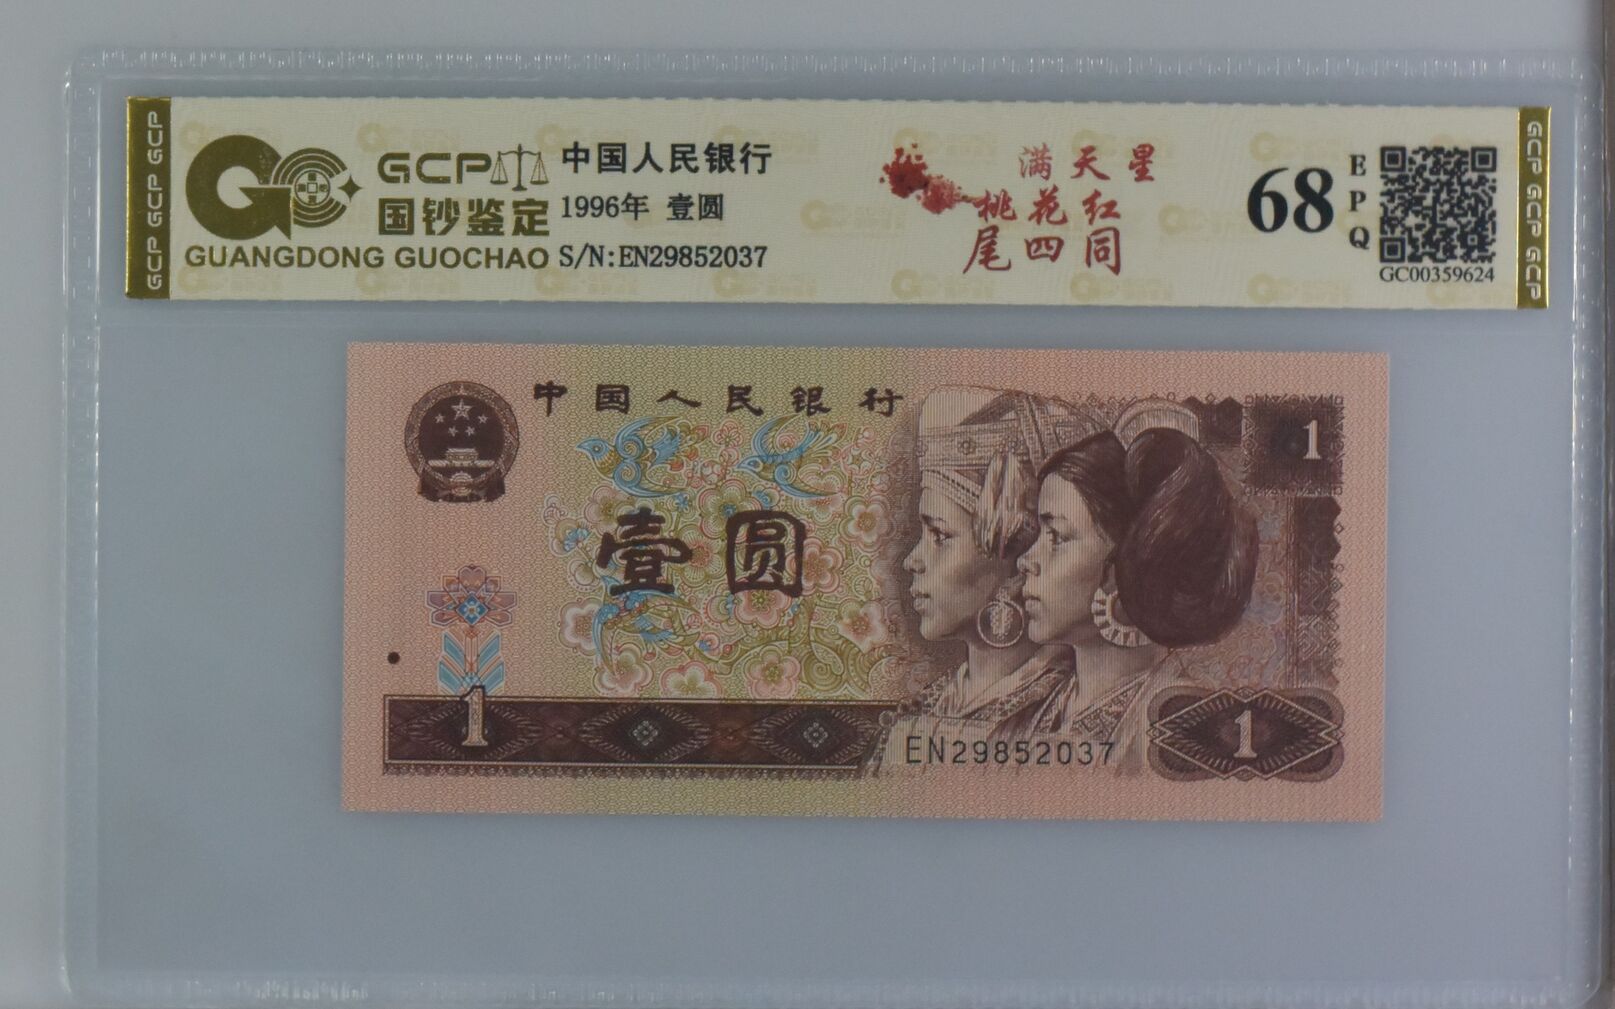 GCP GCP GCP
GCP
国钞鉴定
GUANGDONG GUOCHAO
中国人民银行
1996年 壹圆
S/N:EN29852037
满天星
桃花红
尾四同
68
EPQ
GC00359624
GCP GCP GCP
中国人民银行
1
壹圆
1
EN29852037
1